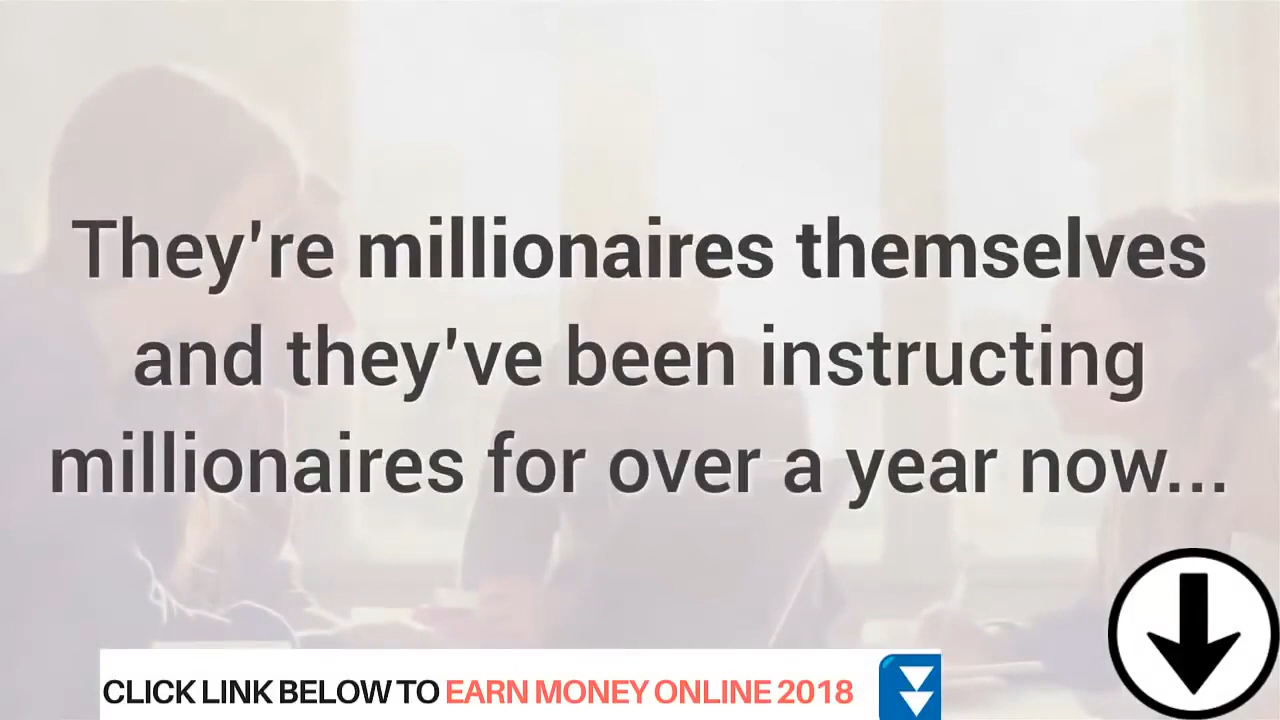 They're millionaires themselves
and they've been instructing
millionaires for over a year now...
CLICK LINK BELOW TO EARN MONEY ONLINE 2018